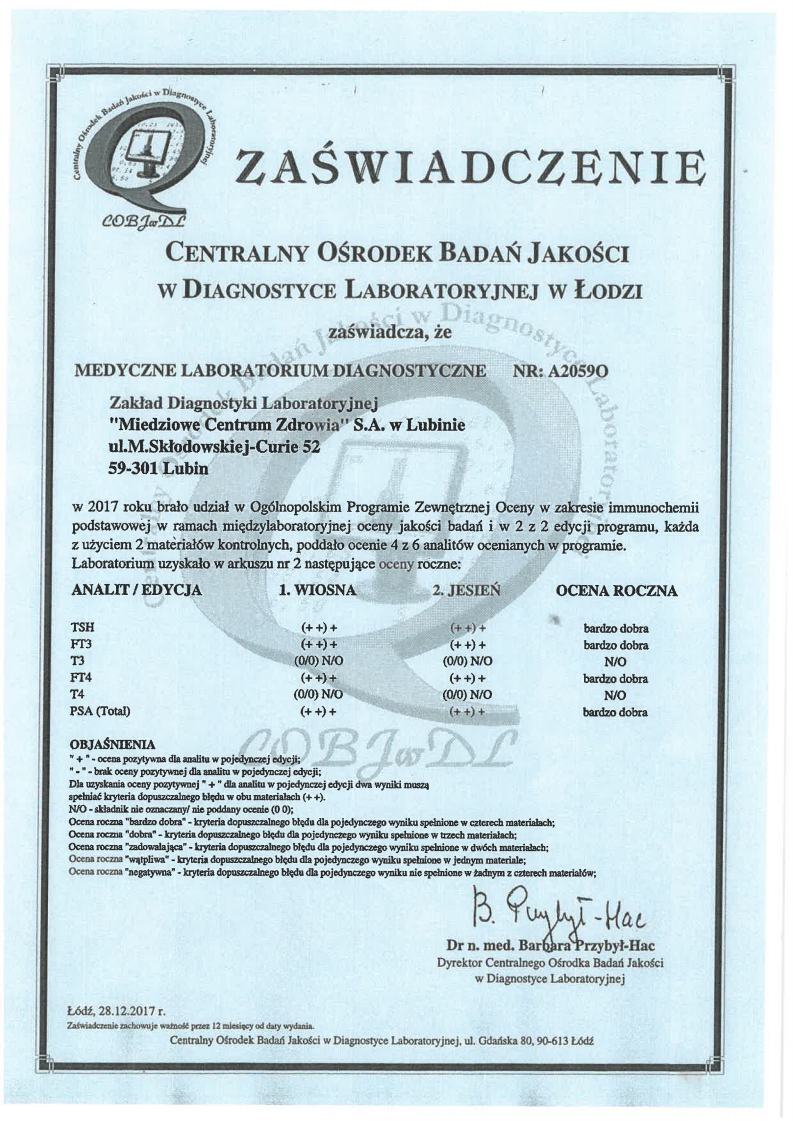 Centralny Ośrodek Badań Jakości w Diagnostyce Laboratoryjnej
COBJwDL
ZAŚWIADCZENIE
CENTRALNY OŚRODEK BADAŃ JAKOŚCI
W DIAGNOSTYCE LABORATORYJNEJ W ŁODZI
zaświadcza, że
MEDYCZNE LABORATORIUM DIAGNOSTYCZNE NR: A2059O
Zakład Diagnostyki Laboratoryjnej
"Miedziowe Centrum Zdrowia" S.A. w Lubinie
ul.M.Skłodowskiej-Curie 52
59-301 Lubin
w 2017 roku brało udział w Ogólnopolskim Programie Zewnętrznej Oceny w zakresie immunochemii
podstawowej w ramach międzylaboratoryjnej oceny jakości badań i w 2 z 2 edycji programu, każda
z użyciem 2 materiałów kontrolnych, poddało ocenie 4 z 6 analitów ocenianych w programie.
Laboratorium uzyskało w arkuszu nr 2 następujące oceny roczne:
ANALIT / EDYCJA 1. WIOSNA 2. JESIEŃ OCENA ROCZNA
TSH (+ +) + (+ +) + bardzo dobra
FT3 (+ +) + (+ +) + bardzo dobra
T3 (0/0) N/O (0/0) N/O N/O
FT4 (+ +) + (+ +) + bardzo dobra
T4 (0/0) N/O (0/0) N/O N/O
PSA (Total) (+ +) + (+ +) + bardzo dobra
OBJAŚNIENIA
" + " - ocena pozytywna dla analitu w pojedynczej edycji;
" - " - brak oceny pozytywnej dla analitu w pojedynczej edycji;
Dla uzyskania oceny pozytywnej " + " dla analitu w pojedynczej edycji dwa wyniki muszą
spełniać kryteria dopuszczalnego błędu w obu materiałach (+ +).
N/O - składnik nie oznaczany/ nie poddany ocenie (0 0);
Ocena roczna "bardzo dobra" - kryteria dopuszczalnego błędu dla pojedynczego wyniku spełnione w czterech materiałach;
Ocena roczna "dobra" - kryteria dopuszczalnego błędu dla pojedynczego wyniku spełnione w trzech materiałach;
Ocena roczna "zadowalająca" - kryteria dopuszczalnego błędu dla pojedynczego wyniku spełnione w dwóch materiałach;
Ocena roczna "wątpliwa" - kryteria dopuszczalnego błędu dla pojedynczego wyniku spełnione w jednym materiale;
Ocena roczna "negatywna" - kryteria dopuszczalnego błędu dla pojedynczego wyniku nie spełnione w żadnym z czterech materiałów;
COBJwDL
B. Przybył-Hac
Dr n. med. Barbara Przybył-Hac
Dyrektor Centralnego Ośrodka Badań Jakości
w Diagnostyce Laboratoryjnej
Łódź, 28.12.2017 r.
Zaświadczenie zachowuje ważność przez 12 miesięcy od daty wydania.
Centralny Ośrodek Badań Jakości w Diagnostyce Laboratoryjnej, ul. Gdańska 80, 90-613 Łódź